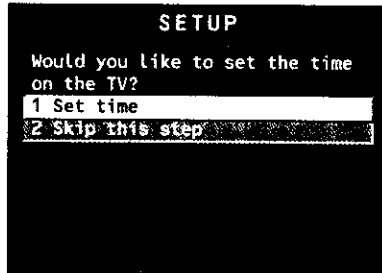 SETUP
Would you like to set the time
on the TV?
1 Set time
2 Skip this step